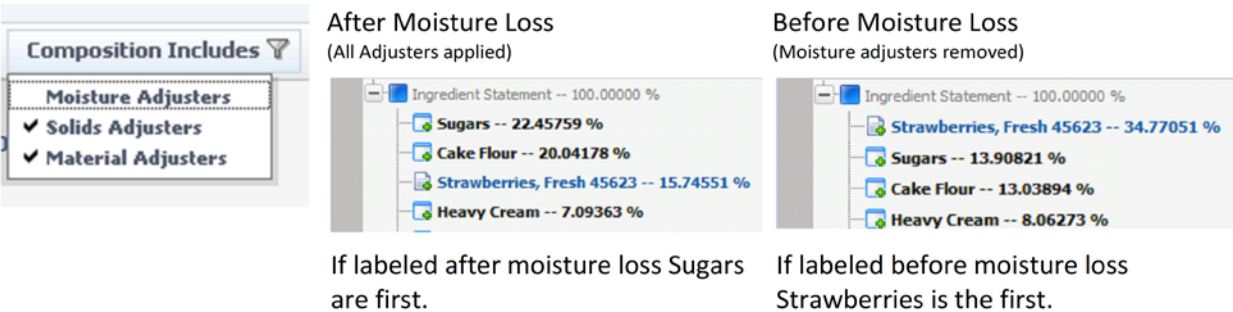 Composition Includes
Moisture Adjusters
✔ Solids Adjusters
✔ Material Adjusters
After Moisture Loss
(All Adjusters applied)
Ingredient Statement -- 100.00000 %
Sugars -- 22.45759 %
Cake Flour -- 20.04178 %
Strawberries, Fresh 45623 -- 15.74551 %
Heavy Cream -- 7.09363 %
If labeled after moisture loss Sugars
are first.
Before Moisture Loss
(Moisture adjusters removed)
Ingredient Statement -- 100.00000 %
Strawberries, Fresh 45623 -- 34.77051 %
Sugars -- 13.90821 %
Cake Flour -- 13.03894 %
Heavy Cream -- 8.06273 %
If labeled before moisture loss
Strawberries is the first.